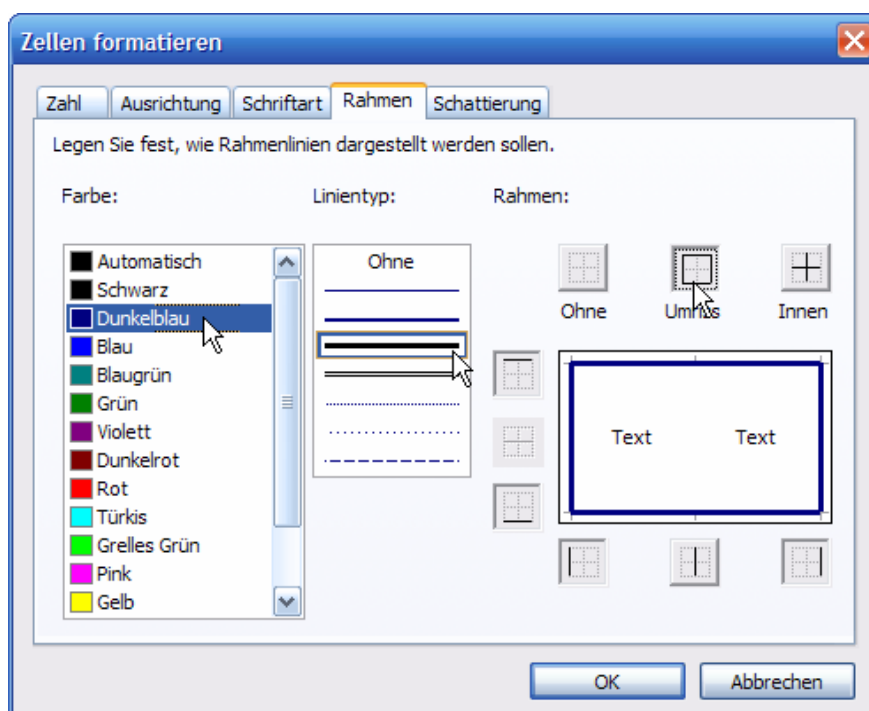 Zellen formatieren
Zahl Ausrichtung Schriftart Rahmen Schattierung
Legen Sie fest, wie Rahmenlinien dargestellt werden sollen.
Farbe: Linientyp: Rahmen:
Automatisch
Schwarz
Dunkelblau
Blau
Blaugrün
Grün
Violett
Dunkelrot
Rot
Türkis
Grelles Grün
Pink
Gelb
Ohne
Ohne Umriss Innen
Text Text
OK Abbrechen